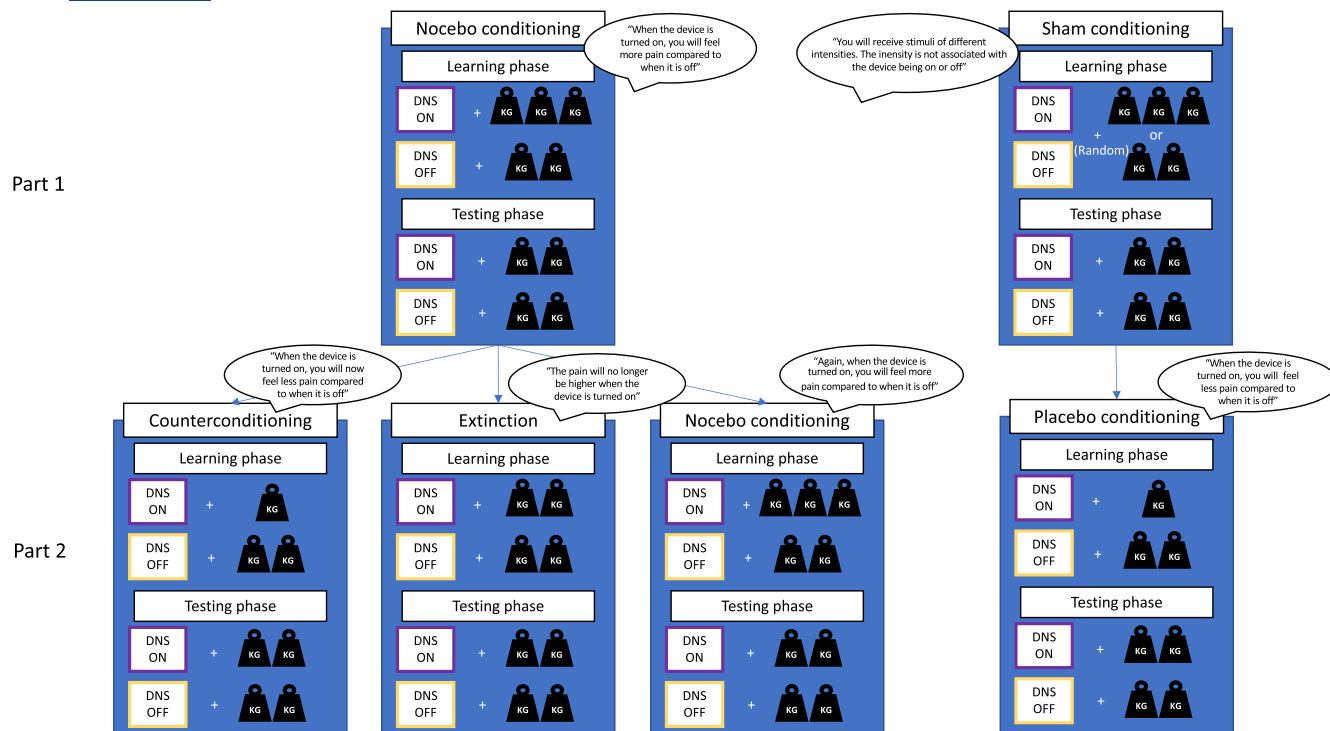 Part 1
Nocebo conditioning
"When the device is
turned on, you will feel
more pain compared to
when it is off"
Learning phase
DNS
ON
+
KG KG KG
DNS
OFF
+
KG KG
Testing phase
DNS
ON
+
KG KG
DNS
OFF
+
KG KG
Sham conditioning
"You will receive stimuli of different
intensities. The inensity is not associated with
the device being on or off"
Learning phase
DNS
ON
KG KG KG
+
(Random)
or
DNS
OFF
KG KG
Testing phase
DNS
ON
+
KG KG
DNS
OFF
+
KG KG
Part 2
"When the device is
turned on, you will now
feel less pain compared
to when it is off"
Counterconditioning
Learning phase
DNS
ON
+
KG
DNS
OFF
+
KG KG
Testing phase
DNS
ON
+
KG KG
DNS
OFF
+
KG KG
"The pain will no longer
be higher when the
device is turned on"
Extinction
Learning phase
DNS
ON
+
KG KG
DNS
OFF
+
KG KG
Testing phase
DNS
ON
+
KG KG
DNS
OFF
+
KG KG
"Again, when the device is
turned on, you will feel more
pain compared to when it is off"
Nocebo conditioning
Learning phase
DNS
ON
+
KG KG KG
DNS
OFF
+
KG KG
Testing phase
DNS
ON
+
KG KG
DNS
OFF
+
KG KG
"When the device is
turned on, you will feel
less pain compared to
when it is off"
Placebo conditioning
Learning phase
DNS
ON
+
KG
DNS
OFF
+
KG KG
Testing phase
DNS
ON
+
KG KG
DNS
OFF
+
KG KG